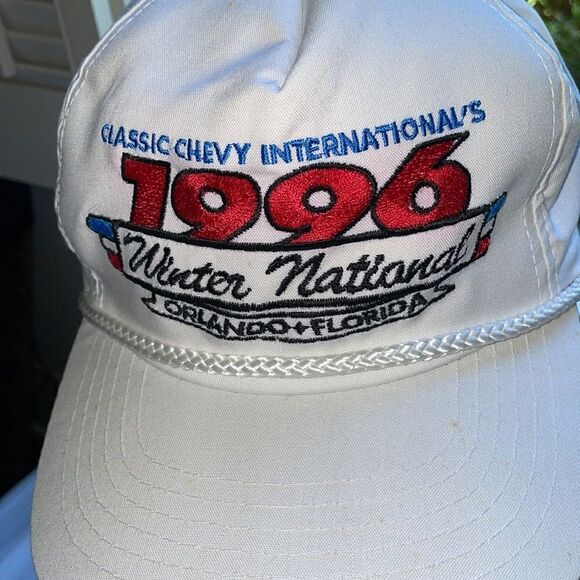 CLASSIC CHEVY INTERNATIONAL'S
1996
Winter National
ORLANDO + FLORIDA